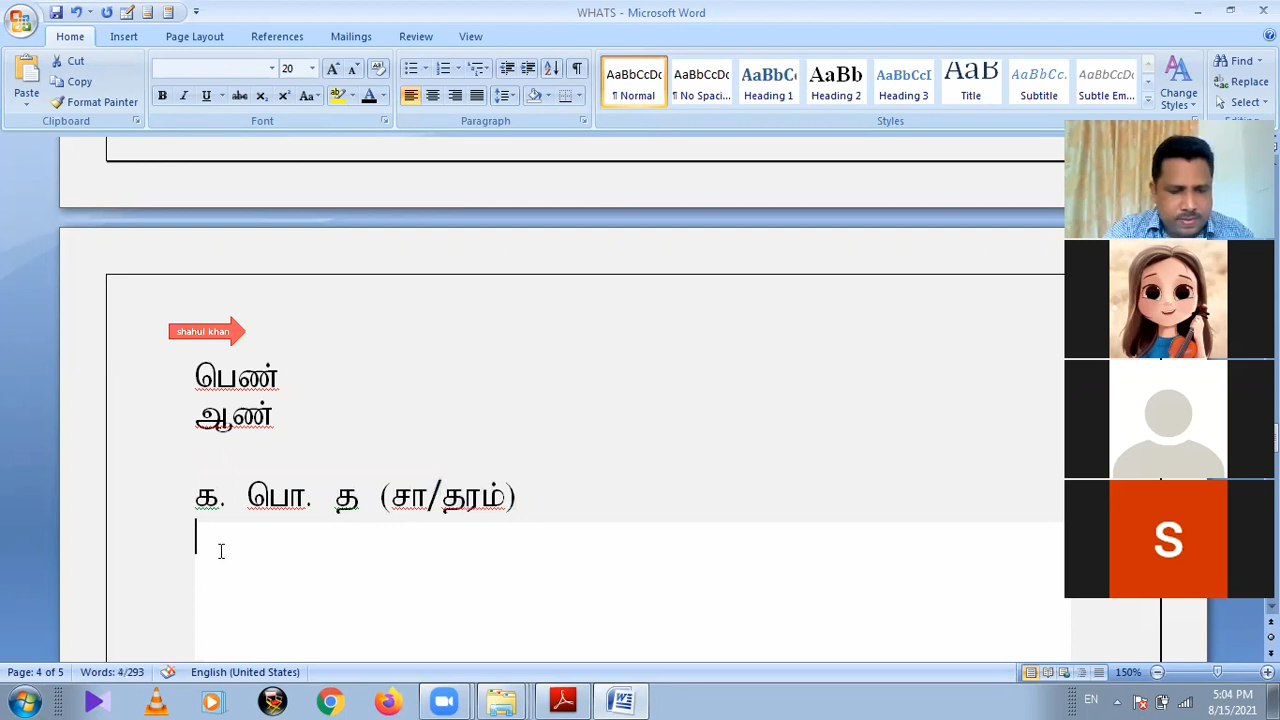 WHATS - Microsoft Word
Home Insert Page Layout References Mailings Review View
Paste Cut Copy Format Painter Clipboard
20 Font
Paragraph
AaBbCcDc ¶ Normal AaBbCcDc ¶ No Spaci... AaBbC Heading 1 AaBb Heading 2 AaBbCcI Heading 3 AaB Title AaBbCc. Subtitle AaBbCcDc Subtle Em... Change Styles Styles
Find Replace Select
shahul khan
பெண்
ஆண்
க. பொ. த (சா/தரம்)
S
Page: 4 of 5 Words: 4/293 English (United States) 150%
EN 5:04 PM
8/15/2021